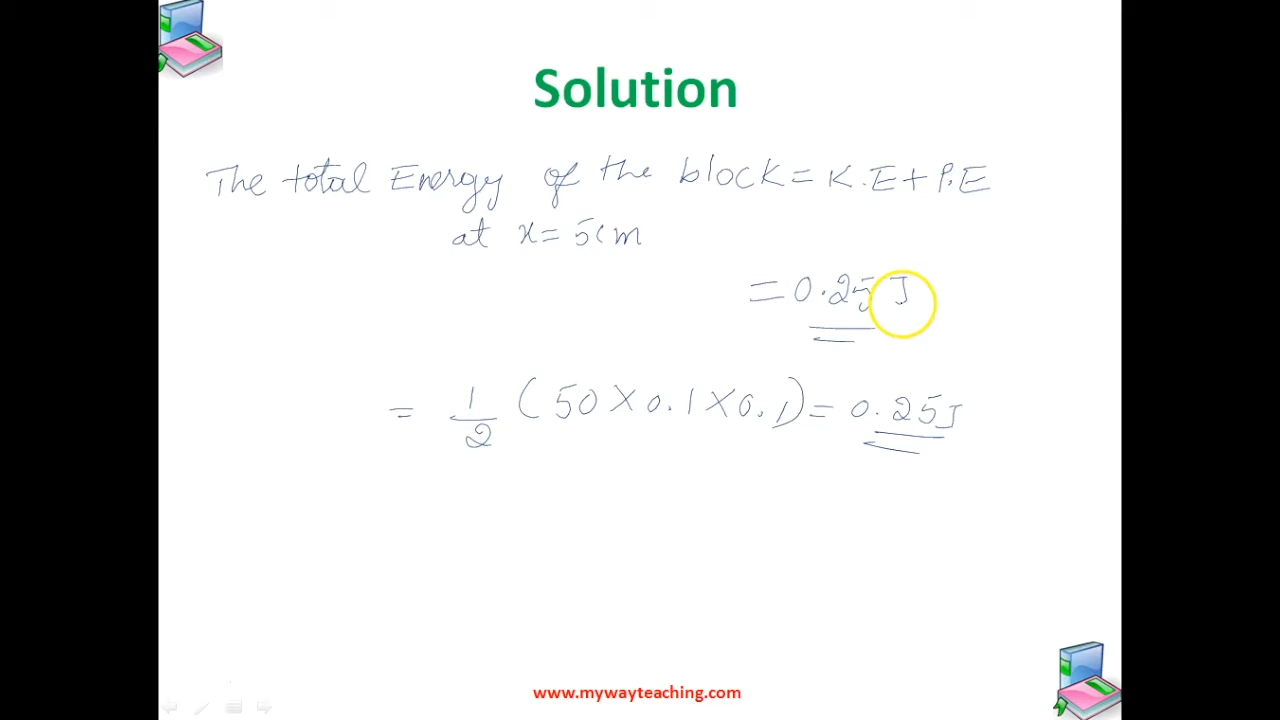 Solution
The total Energy of the block = K.E + P.E
at x = 5cm
= 0.25 J
= 1/2 (50 × 0.1 × 0.1) = 0.25J
www.mywayteaching.com